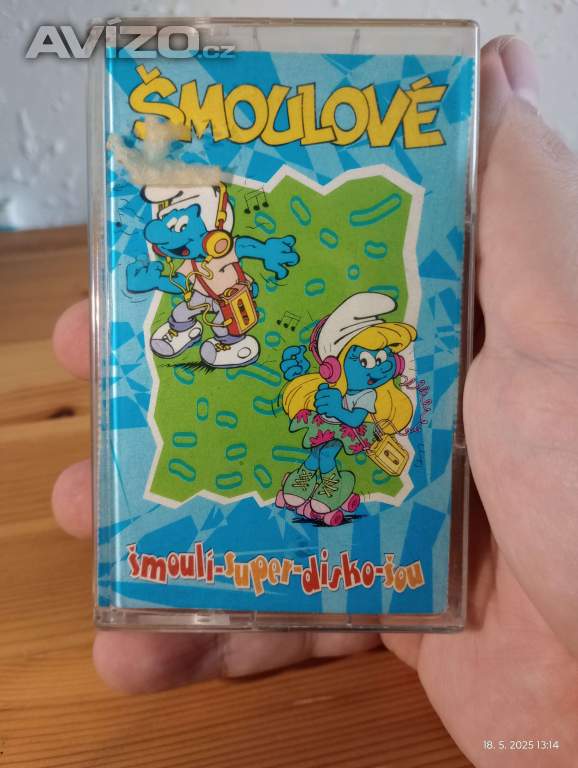 AVÍZO.cz
ŠMOULOVÉ
šmoulí-super-disko-šou
18. 5. 2025 13:14